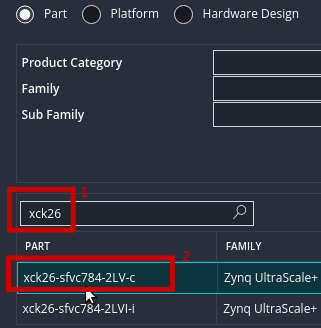 Part Platform Hardware Design
Product Category
Family
Sub Family
1
xck26
2
PART FAMILY
xck26-sfvc784-2LV-c Zynq UltraScale+
xck26-sfvc784-2LVI-i Zynq UltraScale+